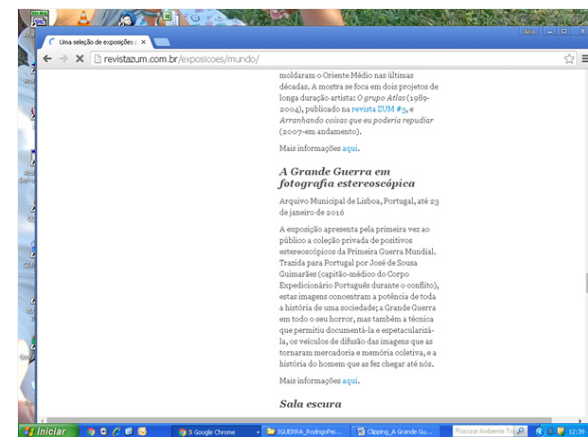 Uma seleção de exposições
revistazum.com.br/exposicoes/mundo/
moldaram o Oriente Médio nas últimas
décadas. A mostra se foca em dois projetos de
longa duração artista: O grupo Atlas (1989-
2004), publicado na revista ZUM #3, e
Arranhando coisas que eu poderia repudiar
(2007-em andamento).
Mais informações aqui.
A Grande Guerra em
fotografia estereoscópica
Arquivo Municipal de Lisboa, Portugal, até 23
de janeiro de 2016
A exposição apresenta pela primeira vez ao
público a coleção privada de positivos
estereoscópicos da Primeira Guerra Mundial.
Trazida para Portugal por José de Sousa
Guimarães (capitão-médico do Corpo
Expedicionário Português durante o conflito),
estas imagens concentram a potência de toda
a história de uma sociedade; a Grande Guerra
em todo o seu horror, mas também a técnica
que permitiu documentá-la e espetacularizá-
la, os veículos de difusão das imagens que as
tornaram mercadoria e memória coletiva, e a
história do homem que as fez chegar até nós.
Mais informações aqui.
Sala escura
Iniciar
3 Google Chrome
IGUERRA_RodrigoPei...
Clipping_A Grande Gu...
Procura Ambiente
12:39